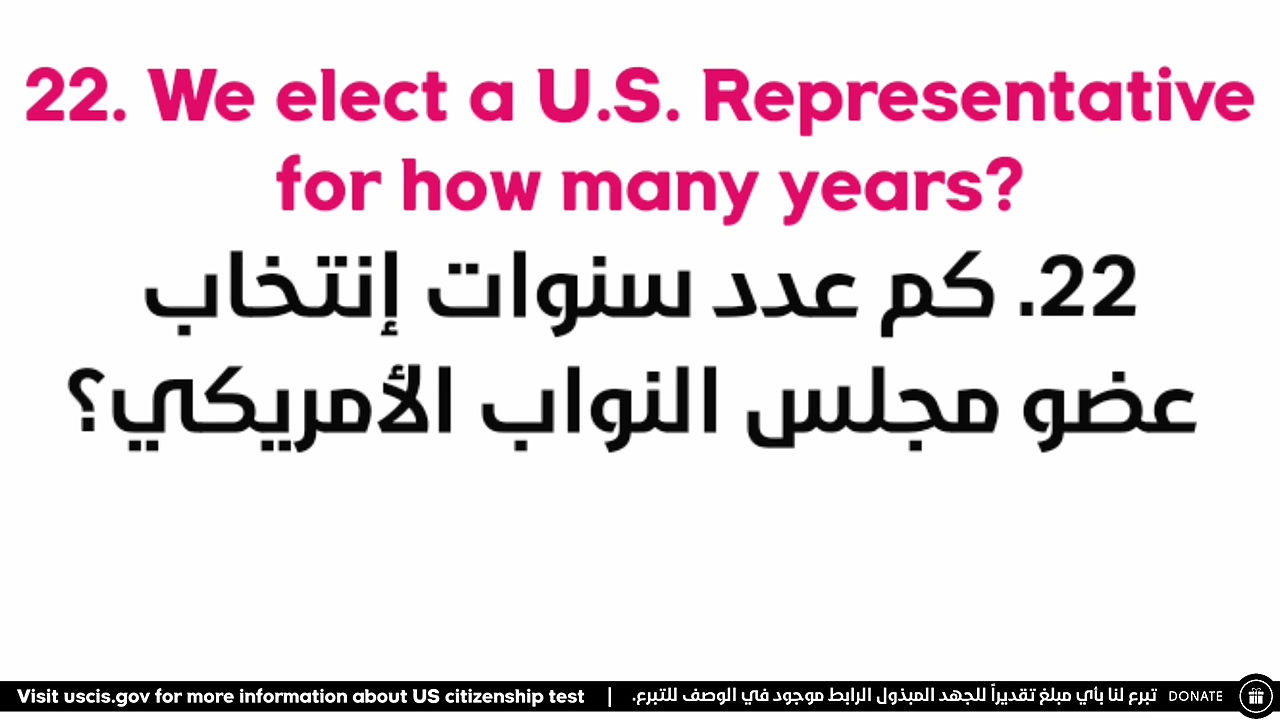 22. We elect a U.S. Representative
for how many years?
22. كم عدد سنوات إنتخاب
عضو مجلس النواب الأمريكي؟
Visit uscis.gov for more information about US citizenship test | تبرع لنا بأي مبلغ تقديراً للجهد المبذول الرابط موجود في الوصف للتبرع. DONATE